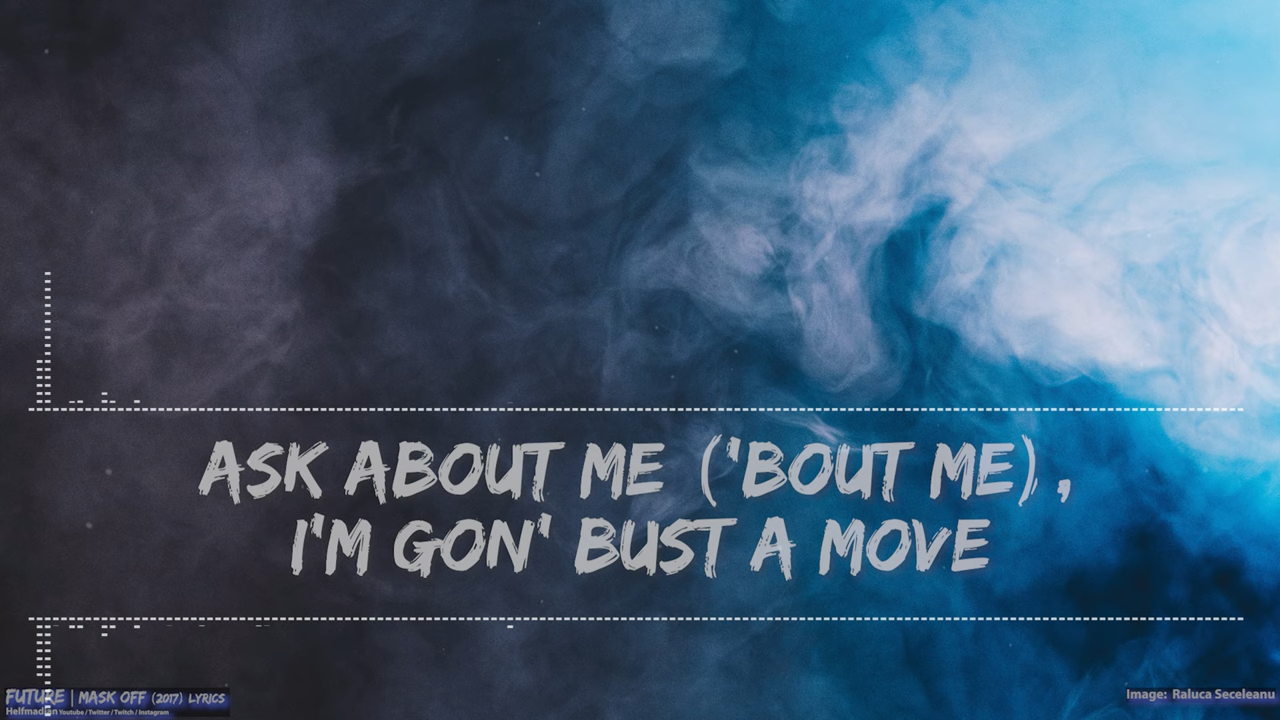 ASK ABOUT ME ('BOUT ME) ,
I'M GON' BUST A MOVE
FUTURE | MASK OFF (2017) LYRICS
Helfmadian Youtube / Twitter / Twitch / Instagram
Image: Raluca Seceleanu